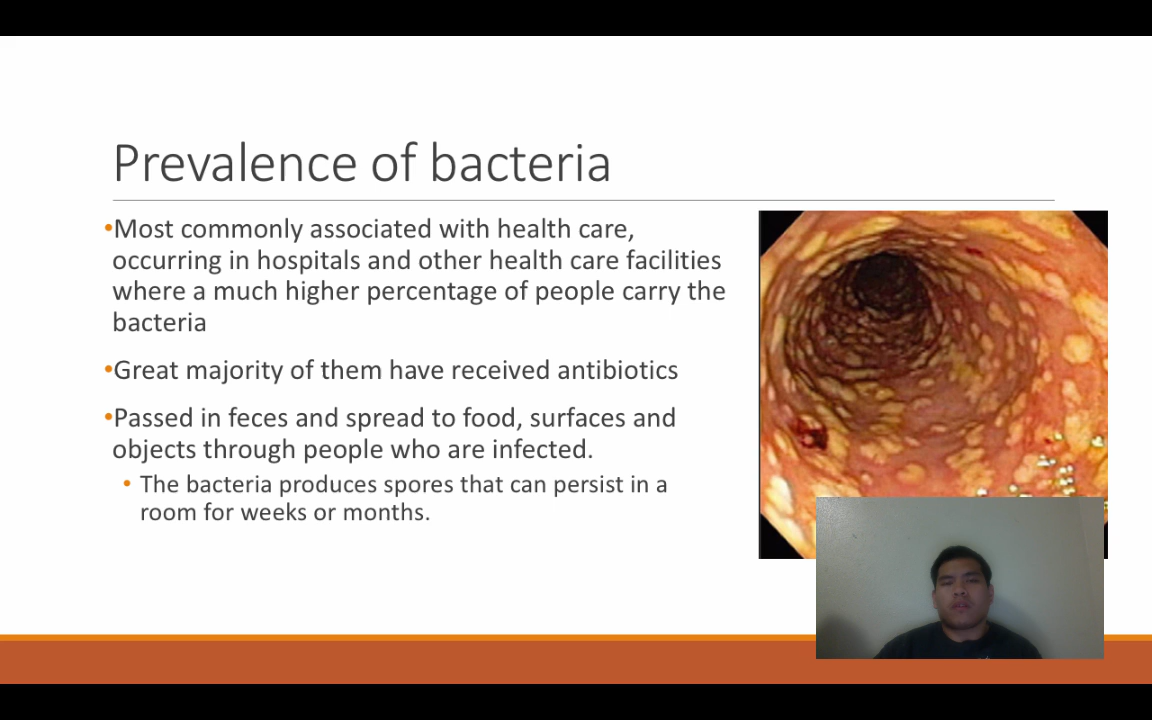 Prevalence of bacteria
•Most commonly associated with health care,
occurring in hospitals and other health care facilities
where a much higher percentage of people carry the
bacteria
•Great majority of them have received antibiotics
•Passed in feces and spread to food, surfaces and
objects through people who are infected.
• The bacteria produces spores that can persist in a
room for weeks or months.